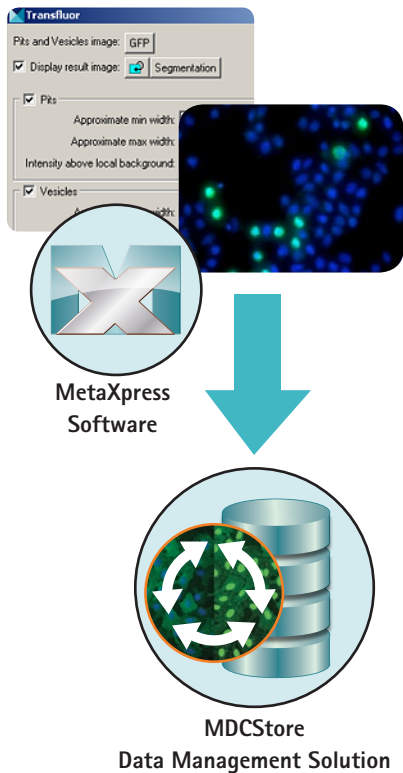 Transfluor
Pits and Vesicles image: GFP
Display result image: Segmentation
Pits
Approximate min width:
Approximate max width:
Intensity above local background:
Vesicles
MetaXpress
Software
MDCStore
Data Management Solution